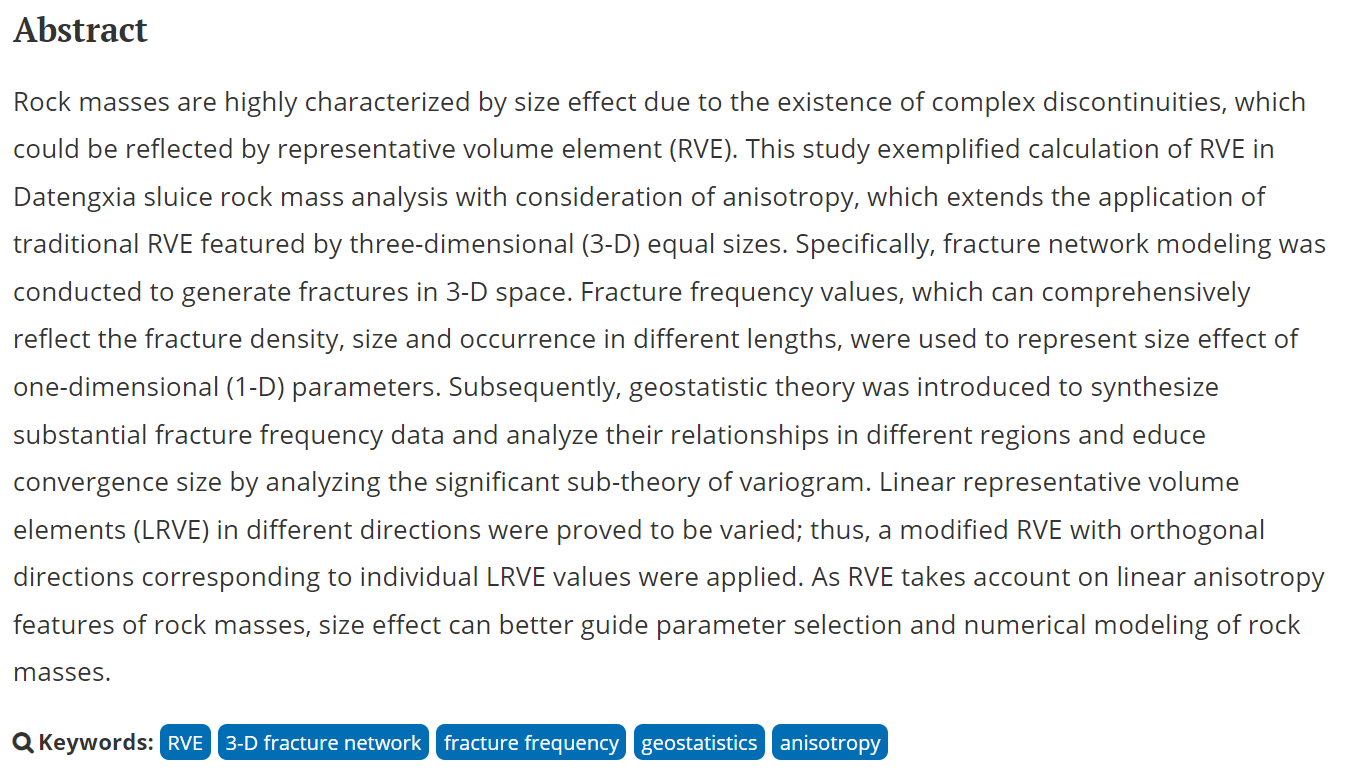 Abstract
Rock masses are highly characterized by size effect due to the existence of complex discontinuities, which
could be reflected by representative volume element (RVE). This study exemplified calculation of RVE in
Datengxia sluice rock mass analysis with consideration of anisotropy, which extends the application of
traditional RVE featured by three-dimensional (3-D) equal sizes. Specifically, fracture network modeling was
conducted to generate fractures in 3-D space. Fracture frequency values, which can comprehensively
reflect the fracture density, size and occurrence in different lengths, were used to represent size effect of
one-dimensional (1-D) parameters. Subsequently, geostatistic theory was introduced to synthesize
substantial fracture frequency data and analyze their relationships in different regions and educe
convergence size by analyzing the significant sub-theory of variogram. Linear representative volume
elements (LRVE) in different directions were proved to be varied; thus, a modified RVE with orthogonal
directions corresponding to individual LRVE values were applied. As RVE takes account on linear anisotropy
features of rock masses, size effect can better guide parameter selection and numerical modeling of rock
masses.
Keywords: RVE 3-D fracture network fracture frequency geostatistics anisotropy